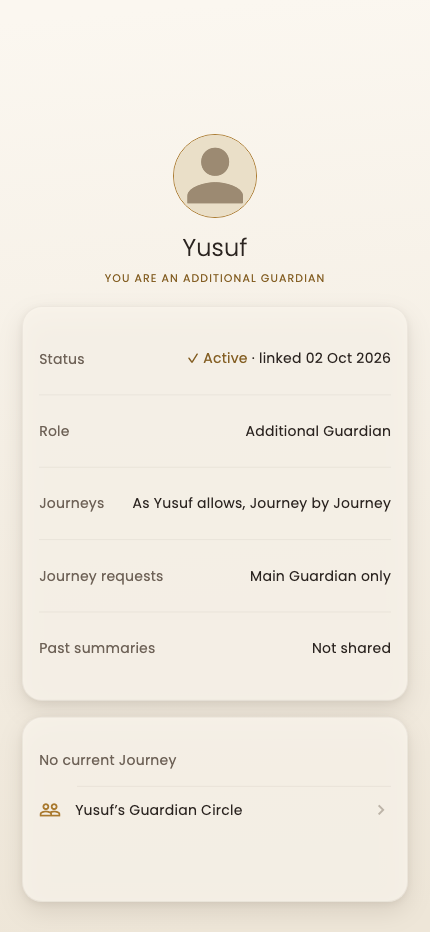 Yusuf
YOU ARE AN ADDITIONAL GUARDIAN
Status ✓ Active · linked 02 Oct 2026
Role Additional Guardian
Journeys As Yusuf allows, Journey by Journey
Journey requests Main Guardian only
Past summaries Not shared
No current Journey
Yusuf’s Guardian Circle